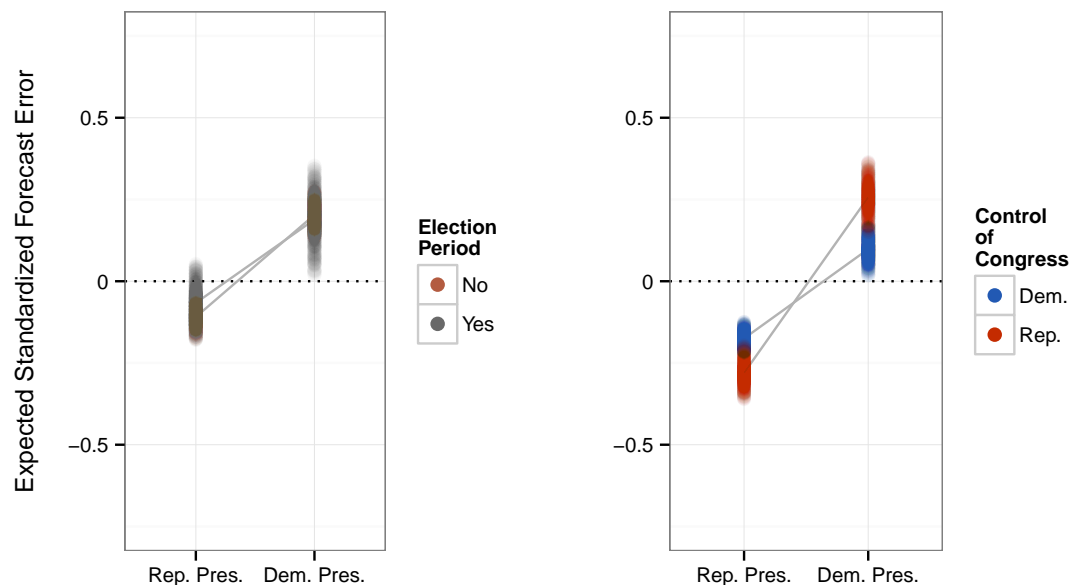 Expected Standardized Forecast Error
0.5
0
−0.5
Rep. Pres.
Dem. Pres.
Election
Period
No
Yes
0.5
0
−0.5
Rep. Pres.
Dem. Pres.
Control
of
Congress
Dem.
Rep.